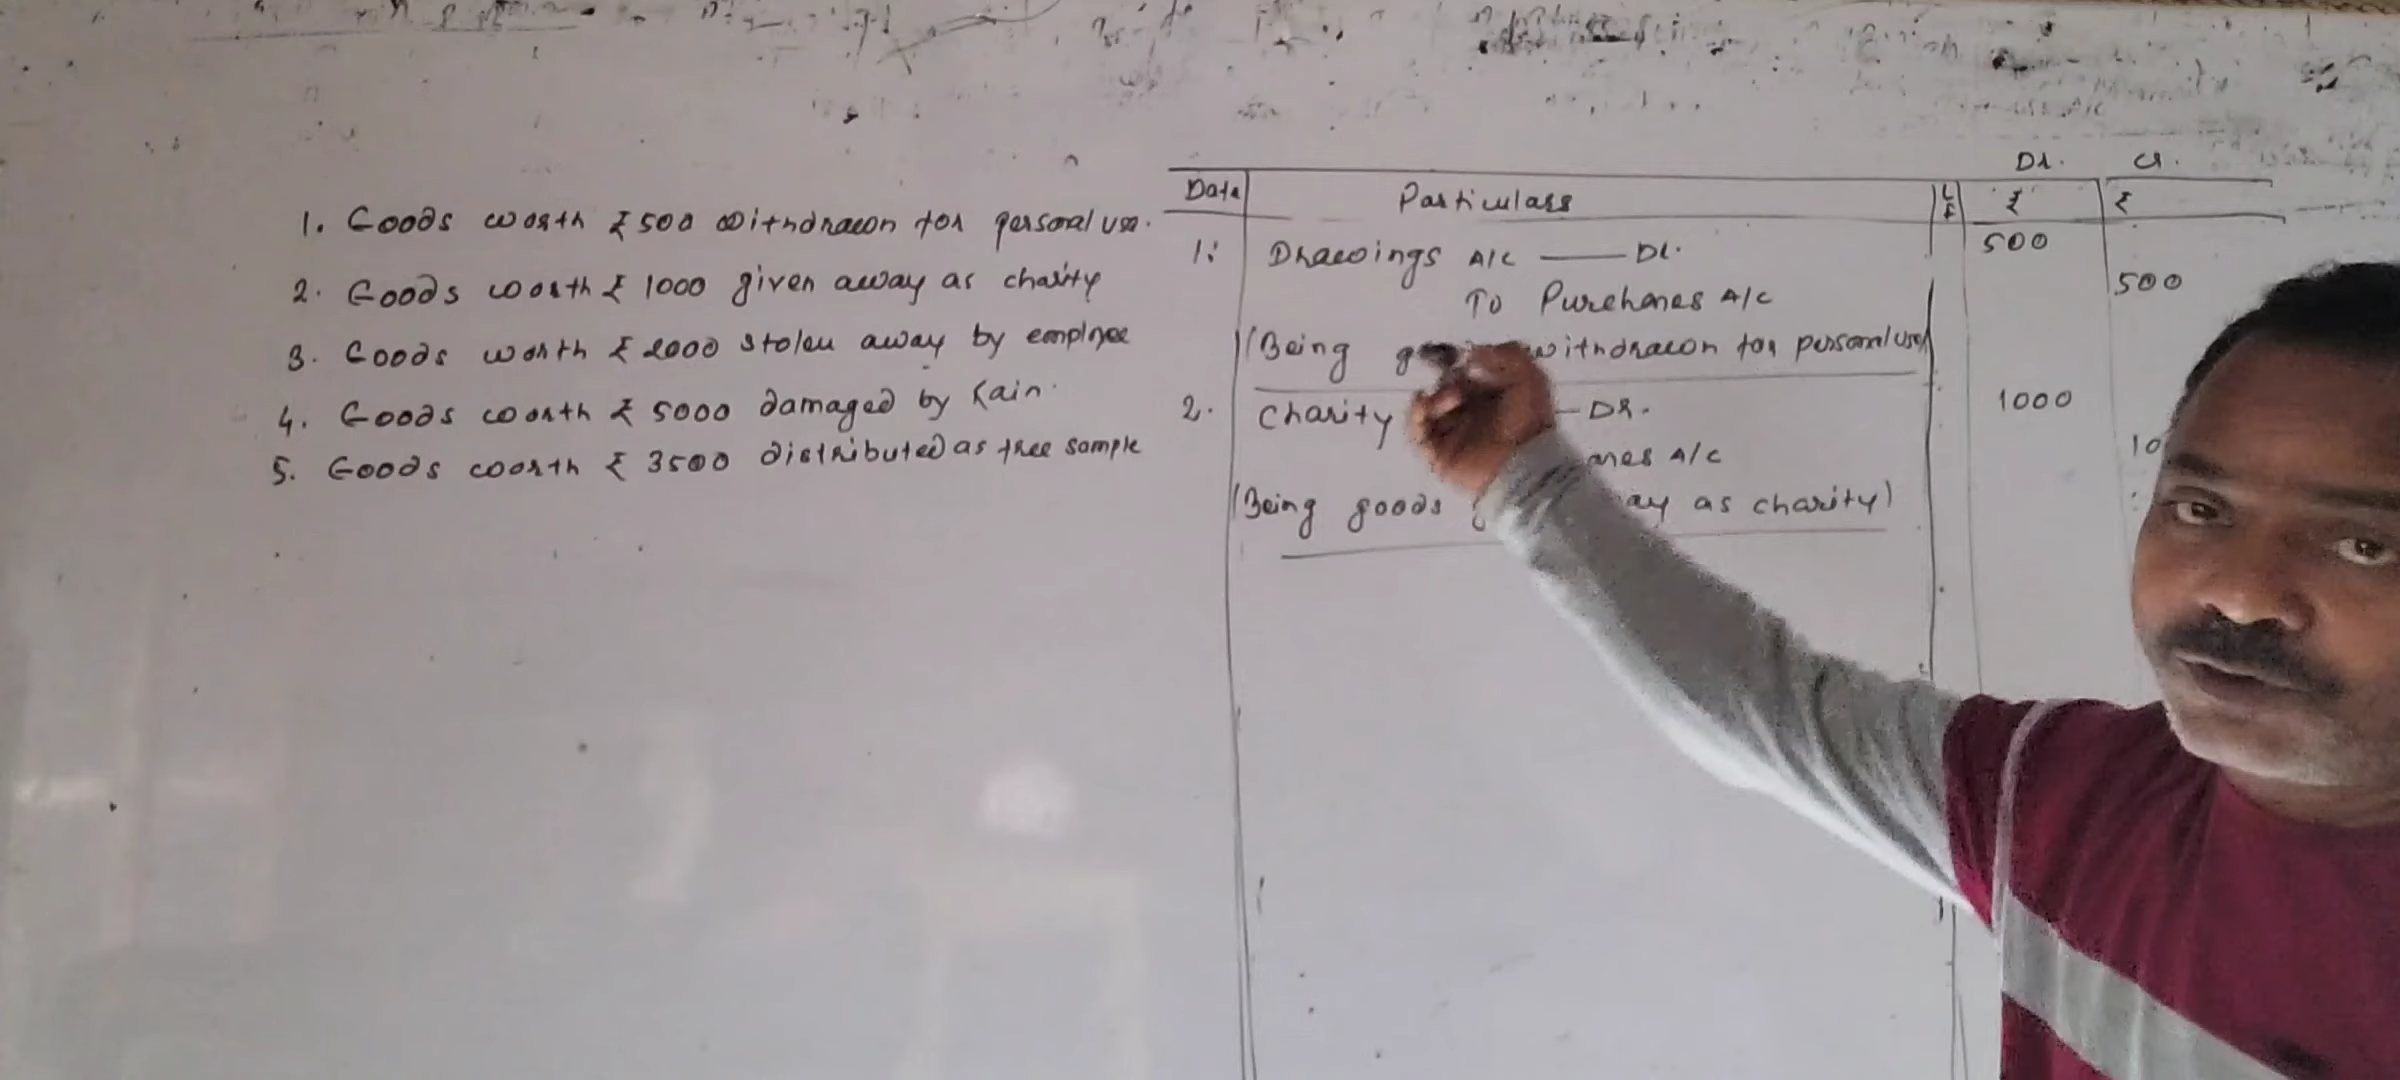 1. Goods worth ₹500 withdrawn for personal use.
2. Goods worth ₹ 1000 given away as charity
3. Goods worth ₹ 2000 stolen away by employee
4. Goods worth ₹ 5000 damaged by rain.
5. Goods worth ₹ 3500 distributed as free sample
Dr. Cr.
Date Particulars LF ₹ ₹
1: Drawings A/c — Dr. 500
To Purchases A/c 500
(Being withdrawn for personal use)
2. Charity — Dr. 1000
A/c 10
(Being goods as charity)